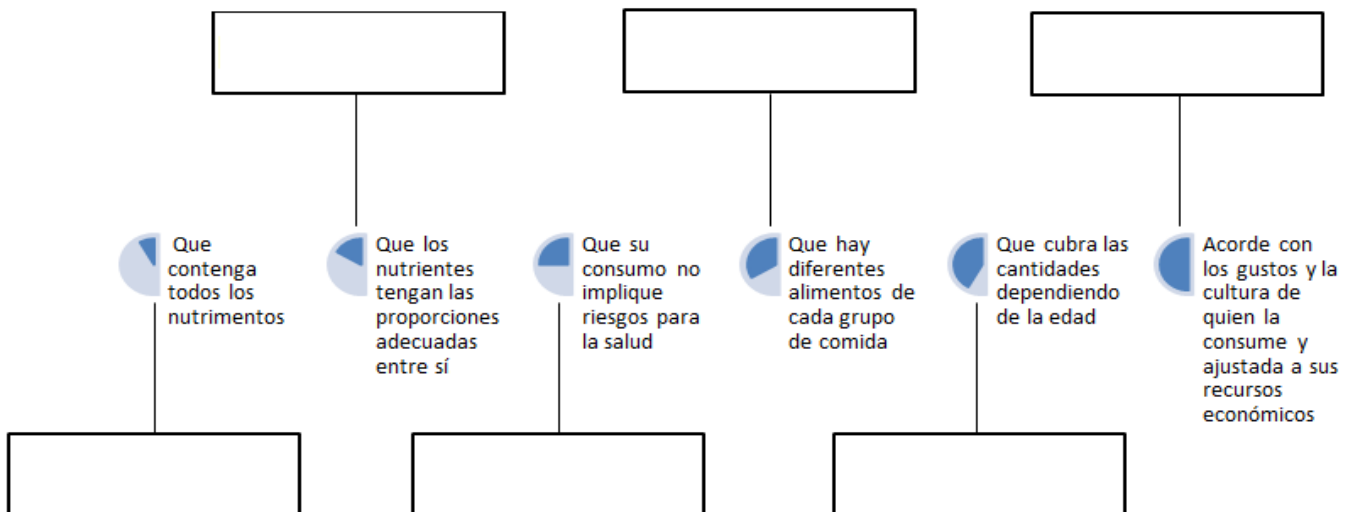 Que
contenga
todos los
nutrimentos
Que los
nutrientes
tengan las
proporciones
adecuadas
entre sí
Que su
consumo no
implique
riesgos para
la salud
Que hay
diferentes
alimentos de
cada grupo
de comida
Que cubra las
cantidades
dependiendo
de la edad
Acorde con
los gustos y la
cultura de
quien la
consume y
ajustada a sus
recursos
económicos